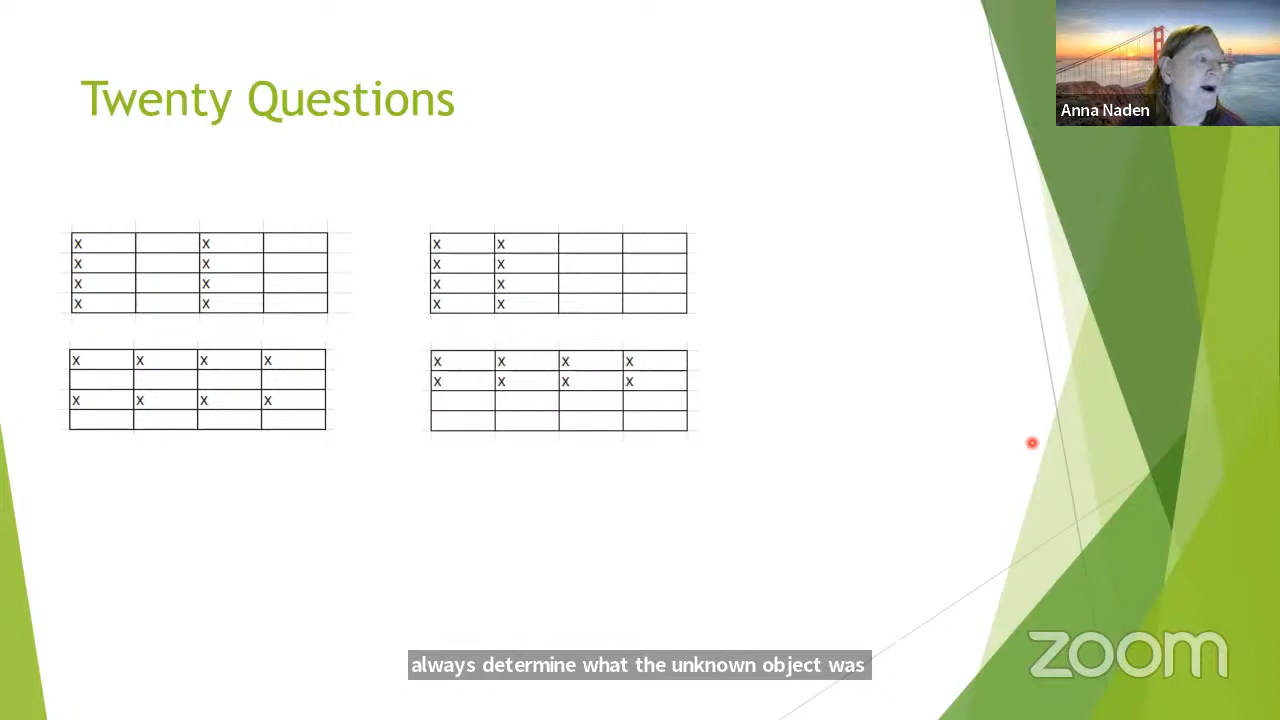 Twenty Questions
Anna Naden
x x
x x
x x
x x
x x
x x
x x
x x
x x x x
x x x x
x x x x
x x x x
always determine what the unknown object was
zoom